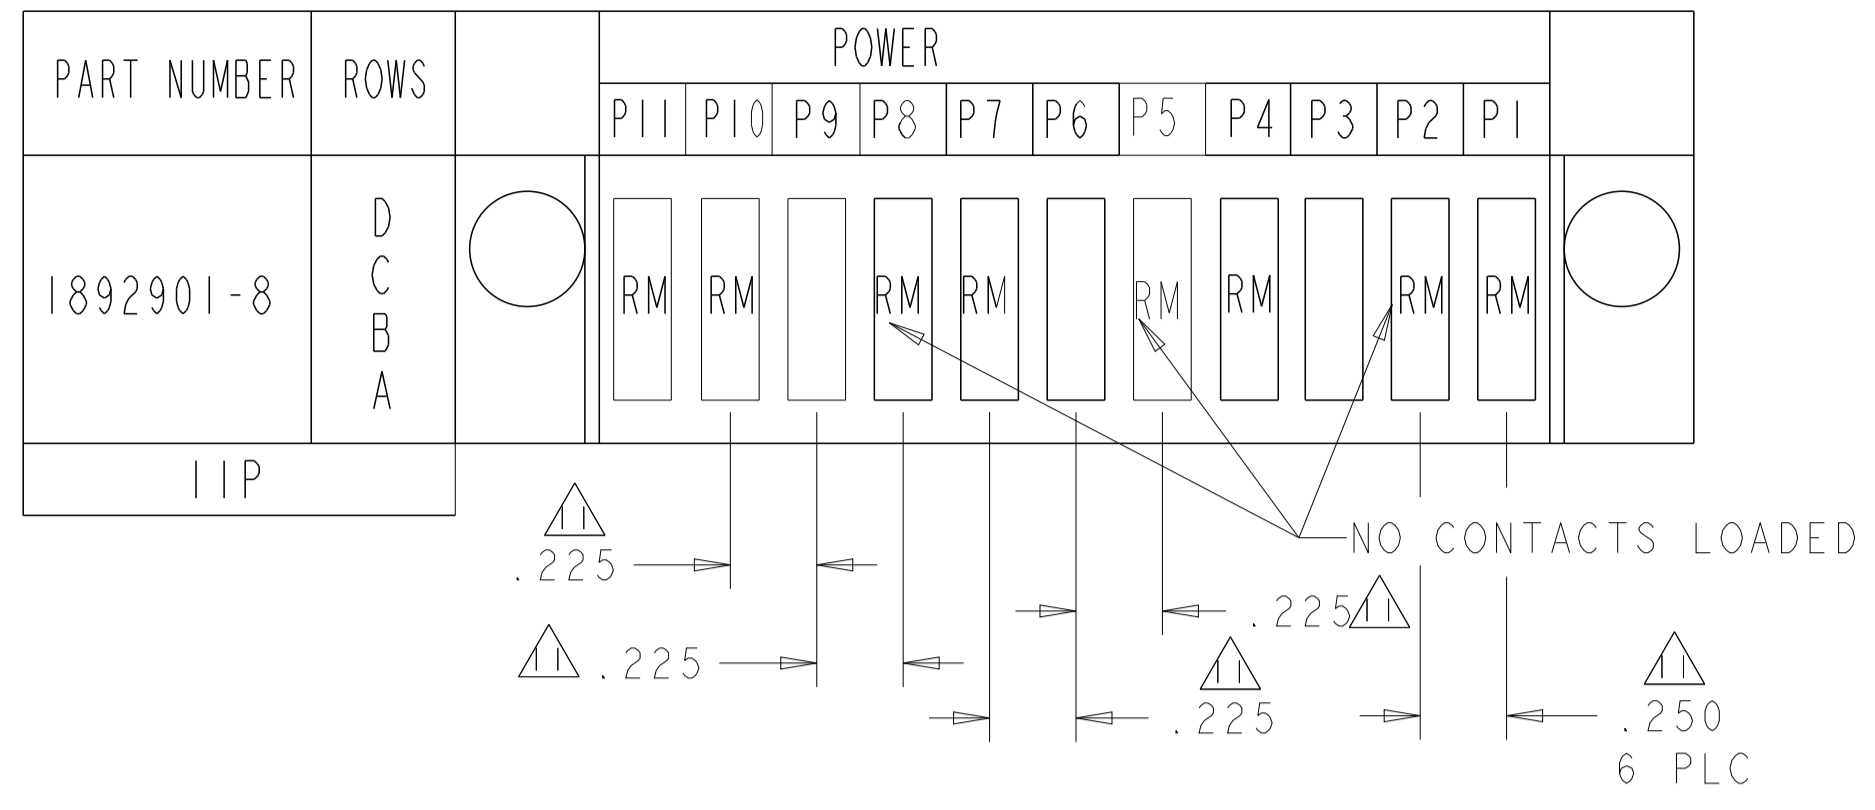 PART NUMBER ROWS POWER
P11 P10 P9 P8 P7 P6 P5 P4 P3 P2 P1
1892901-8
D
C
B
A
RM RM RM RM RM RM RM RM
11P
NO CONTACTS LOADED
11
.225
11
.225
.225
11
11
.225
11
.250
6 PLC